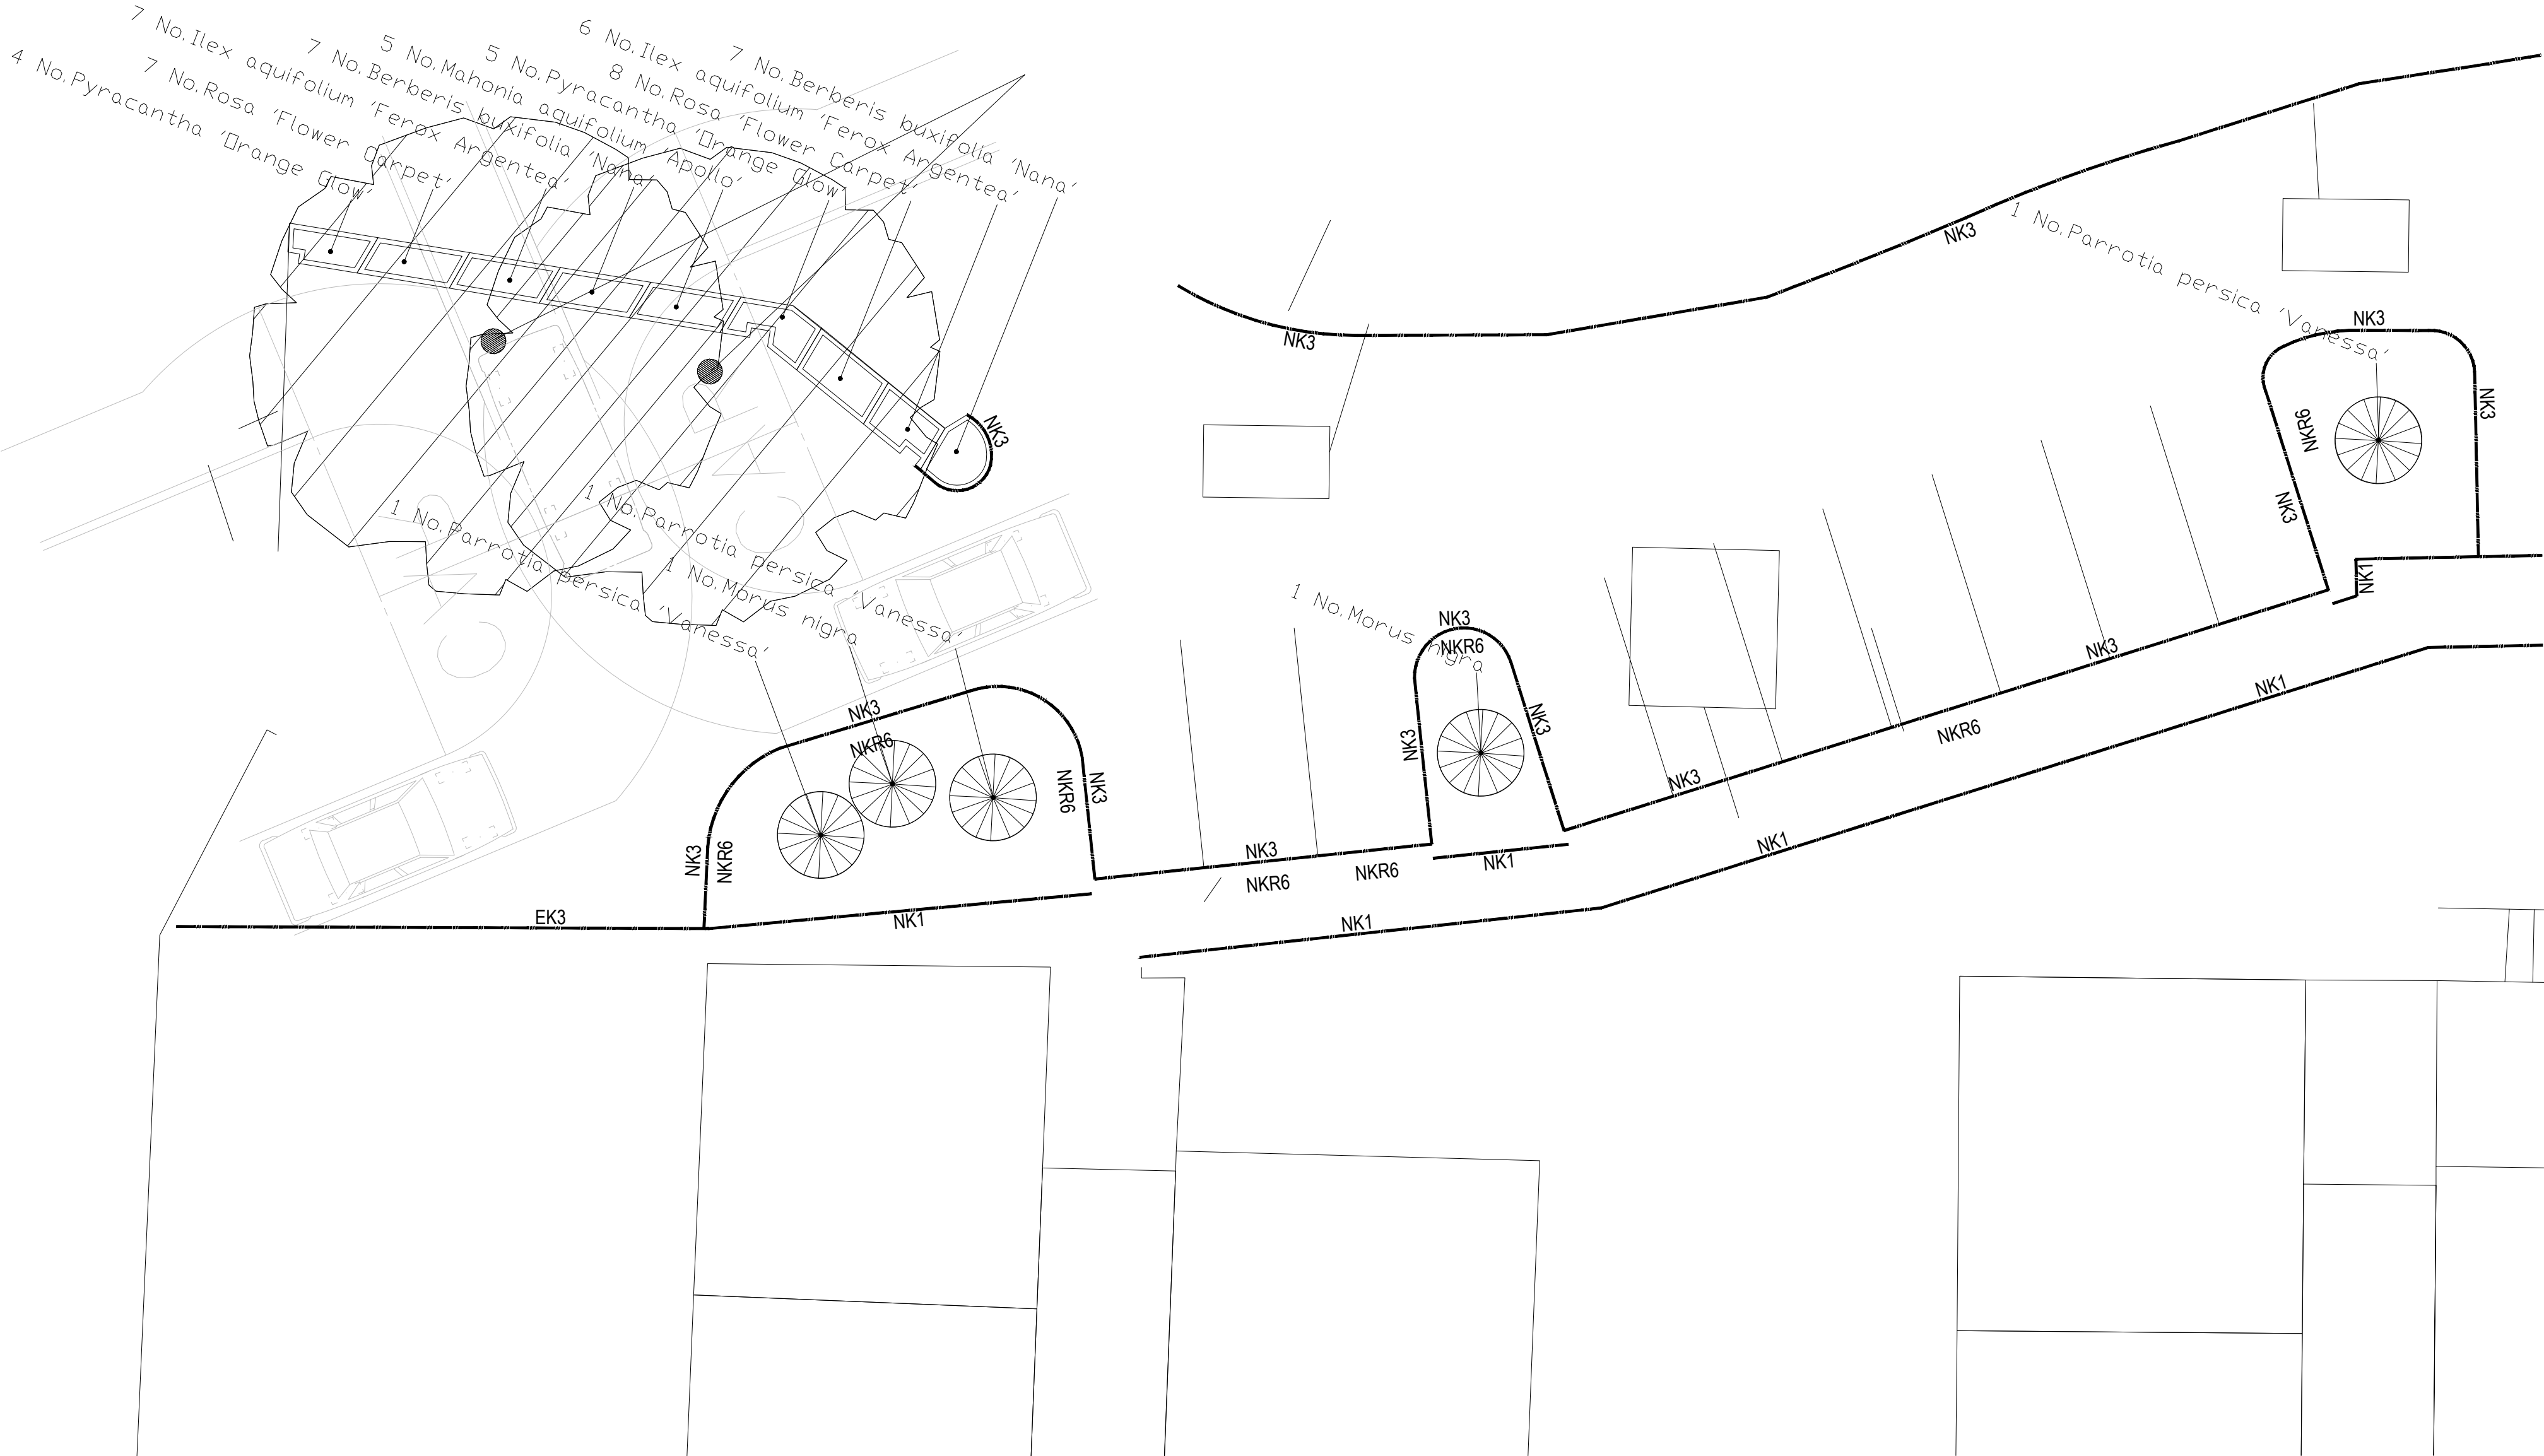 7 No.Ilex aquifolium 'Ferox Argentea'
4 No.Pyracantha 'Orange Glow'
7 No.Rosa 'Flower Carpet'
7 No.Berberis buxifolia 'Nana'
5 No.Mahonia aquifolium 'Apollo'
5 No.Pyracantha 'Orange Glow'
6 No.Ilex aquifolium 'Ferox Argentea'
8 No.Rosa 'Flower Carpet'
7 No.Berberis buxifolia 'Nana'
1 No.Parrotia persica 'Vanessa'
NK3
NK3
NK3
NK3
NK3
NKR6
NK3
NK1
1 No.Parrotia persica 'Vanessa'
1 No.Parrotia persica 'Vanessa'
1 No.Morus nigra
1 No.Morus nigra
NK3
NKR6
NK3
NK3
NK3
NKR6
NK3
NKR6
NK3
NKR6
NK3
NK1
NKR6
NK3
NK1
NK3
NKR6
NKR6
NK1
EK3
NK1
NK1